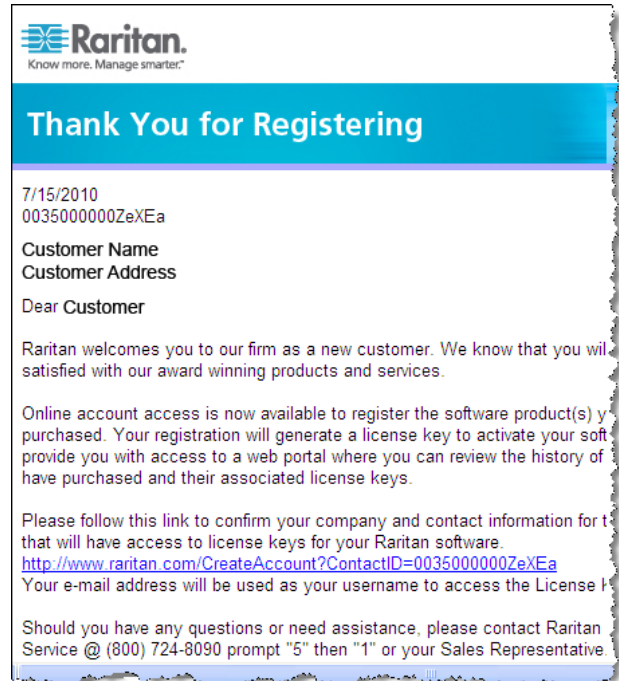 Raritan.
Know more. Manage smarter.™
Thank You for Registering
7/15/2010
0035000000ZeXEa
Customer Name
Customer Address
Dear Customer
Raritan welcomes you to our firm as a new customer. We know that you wil
satisfied with our award winning products and services.
Online account access is now available to register the software product(s) y
purchased. Your registration will generate a license key to activate your soft
provide you with access to a web portal where you can review the history of
have purchased and their associated license keys.
Please follow this link to confirm your company and contact information for t
that will have access to license keys for your Raritan software.
http://www.raritan.com/CreateAccount?ContactID=0035000000ZeXEa
Your e-mail address will be used as your username to access the License
Should you have any questions or need assistance, please contact Raritan
Service @ (800) 724-8090 prompt "5" then "1" or your Sales Representative.